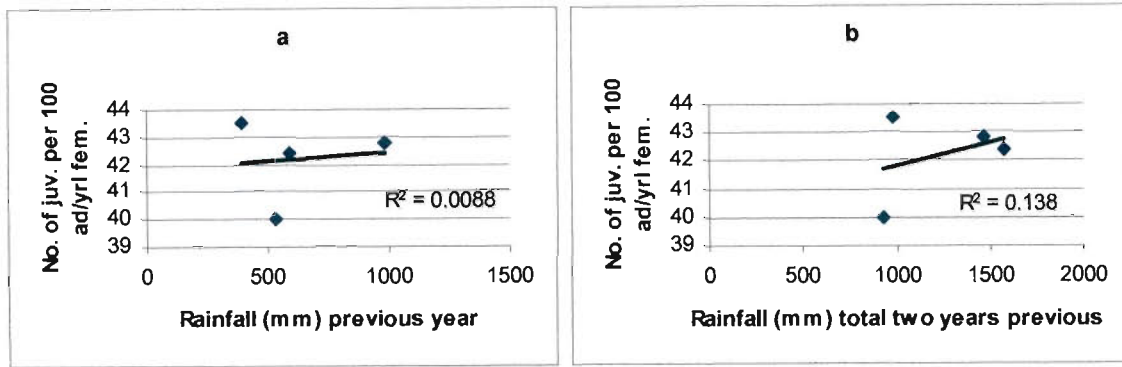 a
No. of juv. per 100
ad/yrl fem.
44
43
42
41
40
39
R² = 0.0088
0
500
1000
1500
Rainfall (mm) previous year
b
No. of juv. per 100
ad/yrl fem.
44
43
42
41
40
39
R² = 0.138
0
500
1000
1500
2000
Rainfall (mm) total two years previous